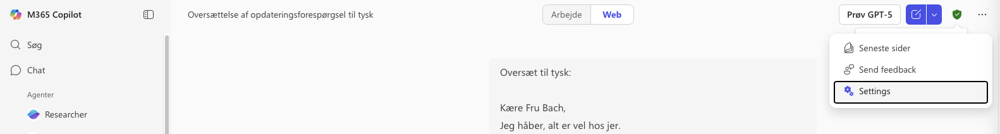 M365 Copilot
Søg
Chat
Agenter
Researcher
Oversættelse af opdateringsforespørgsel til tysk
Arbejde
Web
Prøv GPT-5
Seneste sider
Send feedback
Settings
Oversæt til tysk:
Kære Fru Bach,
Jeg håber, alt er vel hos jer.